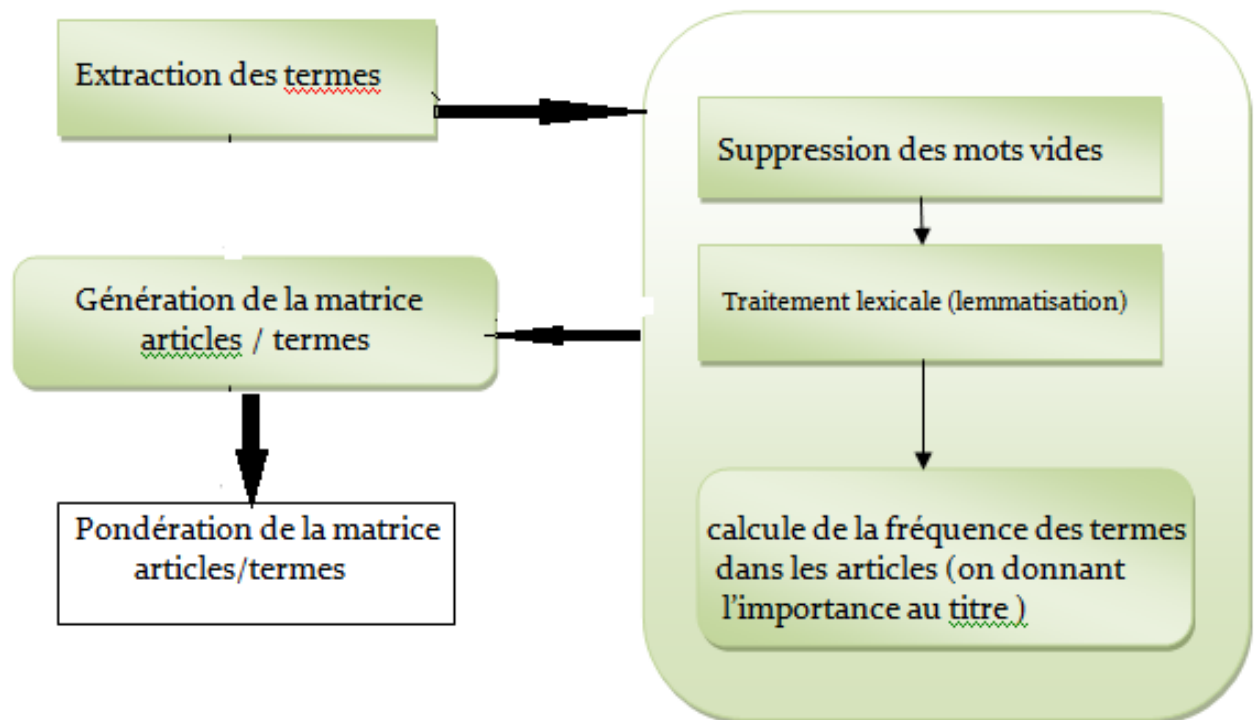 Extraction des termes
Suppression des mots vides
Traitement lexicale (lemmatisation)
calcule de la fréquence des termes
dans les articles (on donnant
l'importance au titre )
Génération de la matrice
articles / termes
Pondération de la matrice
articles/termes